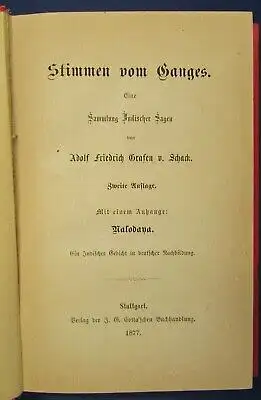 Stimmen vom Ganges.
Eine
Sammlung Indischer Sagen
von
Adolf Friedrich Grafen v. Schack.
Zweite Auflage.
Mit einem Anhange:
Nalodaya.
Ein Indisches Gedicht in deutscher Nachbildung.
Stuttgart.
Verlag der J. G. Cotta'schen Buchhandlung.
1877.